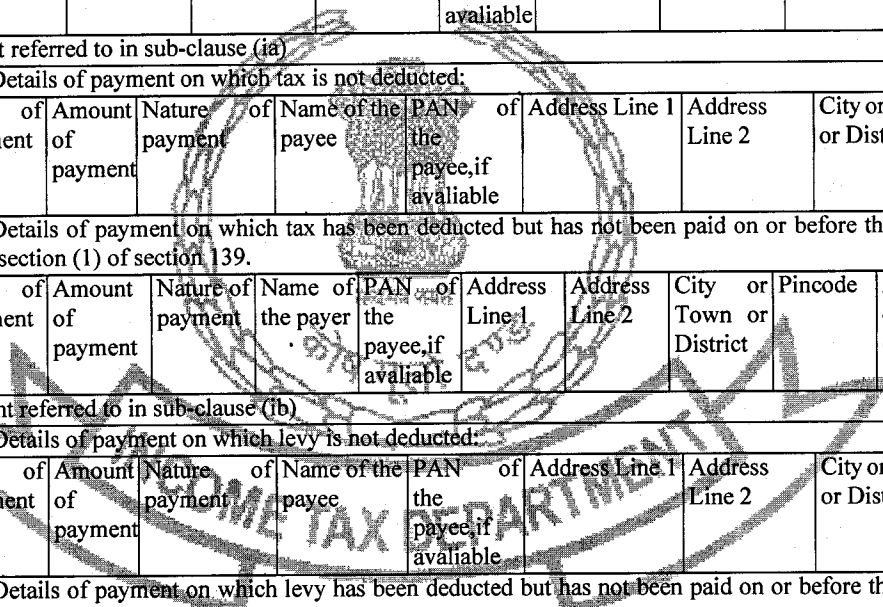 avaliable
t referred to in sub-clause (ia)
Details of payment on which tax is not deducted:
of Amount Nature of Name of the PAN of Address Line 1 Address City or
ent of payment payee the Line 2 or Dist
payment payee,if
avaliable
Details of payment on which tax has been deducted but has not been paid on or before th
section (1) of section 139.
of Amount Nature of Name of PAN of Address Address City or Pincode
ent of payment the payer the Line 1 Line 2 Town or
payment payee,if District
avaliable
कोष दण्ड
nt referred to in sub-clause (ib)
Details of payment on which levy is not deducted:
of Amount Nature of Name of the PAN of Address Line 1 Address City or
ent of payment payee the Line 2 or Dist
payment payee,if
avaliable
INCOME TAX DEPARTMENT
Details of payment on which levy has been deducted but has not been paid on or before th